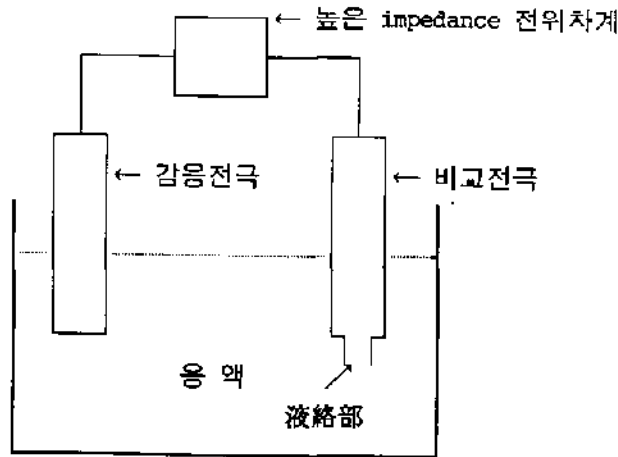 ← 높은 impedance 전위차계
← 감응전극
← 비교전극
용 액
液絡部